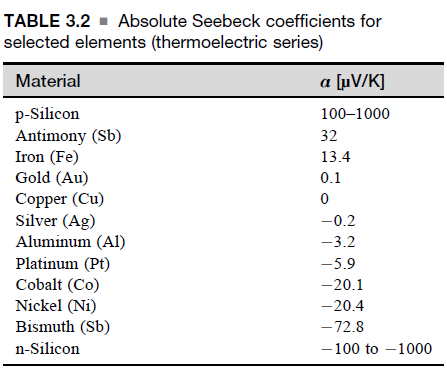 TABLE 3.2 ■ Absolute Seebeck coefficients for
selected elements (thermoelectric series)
Material α [μV/K]
p-Silicon 100–1000
Antimony (Sb) 32
Iron (Fe) 13.4
Gold (Au) 0.1
Copper (Cu) 0
Silver (Ag) −0.2
Aluminum (Al) −3.2
Platinum (Pt) −5.9
Cobalt (Co) −20.1
Nickel (Ni) −20.4
Bismuth (Sb) −72.8
n-Silicon −100 to −1000